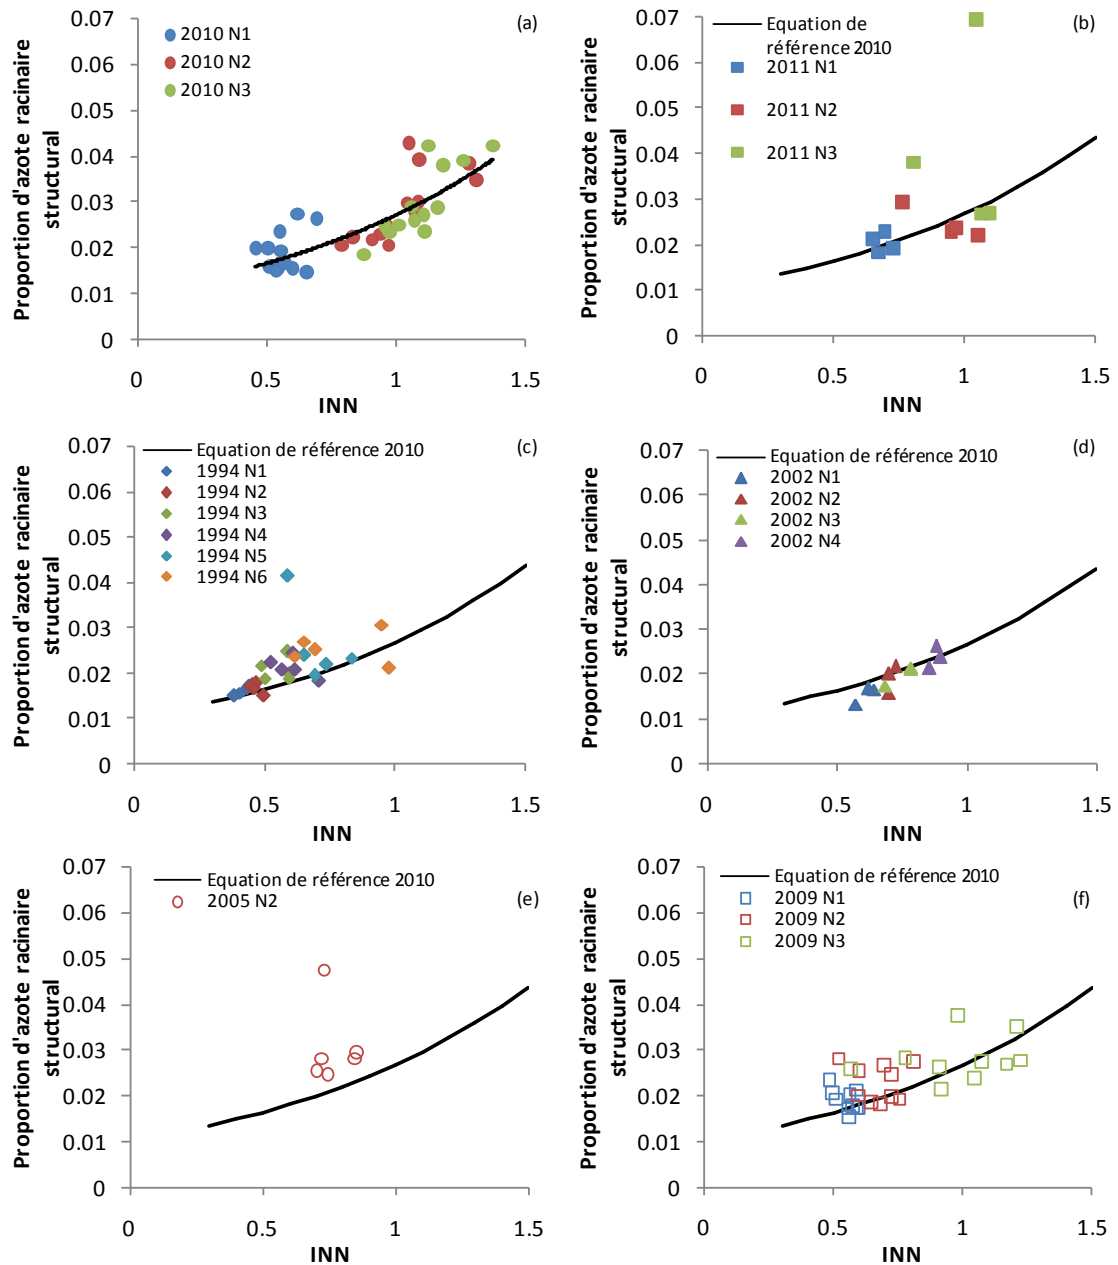 0.07
0.06
0.05
0.04
0.03
0.02
0.01
0
0
0.5
1
1.5
INN
Proportion d'azote racinaire
structural
2010 N1
2010 N2
2010 N3
(a)
0.07
0.06
0.05
0.04
0.03
0.02
0.01
0
0
0.5
1
1.5
INN
Proportion d'azote racinaire
structural
Equation de
référence 2010
2011 N1
2011 N2
2011 N3
(b)
0.07
0.06
0.05
0.04
0.03
0.02
0.01
0
0
0.5
1
1.5
INN
Proportion d'azote racinaire
structural
Equation de référence 2010
1994 N1
1994 N2
1994 N3
1994 N4
1994 N5
1994 N6
(c)
0.07
0.06
0.05
0.04
0.03
0.02
0.01
0
0
0.5
1
1.5
INN
Proportion d'azote racinaire
structural
Equation de référence 2010
2002 N1
2002 N2
2002 N3
2002 N4
(d)
0.07
0.06
0.05
0.04
0.03
0.02
0.01
0
0
0.5
1
1.5
INN
Proportion d'azote racinaire
structural
Equation de référence 2010
2005 N2
(e)
0.07
0.06
0.05
0.04
0.03
0.02
0.01
0
0
0.5
1
1.5
INN
Proportion d'azote racinaire
structural
Equation de référence 2010
2009 N1
2009 N2
2009 N3
(f)